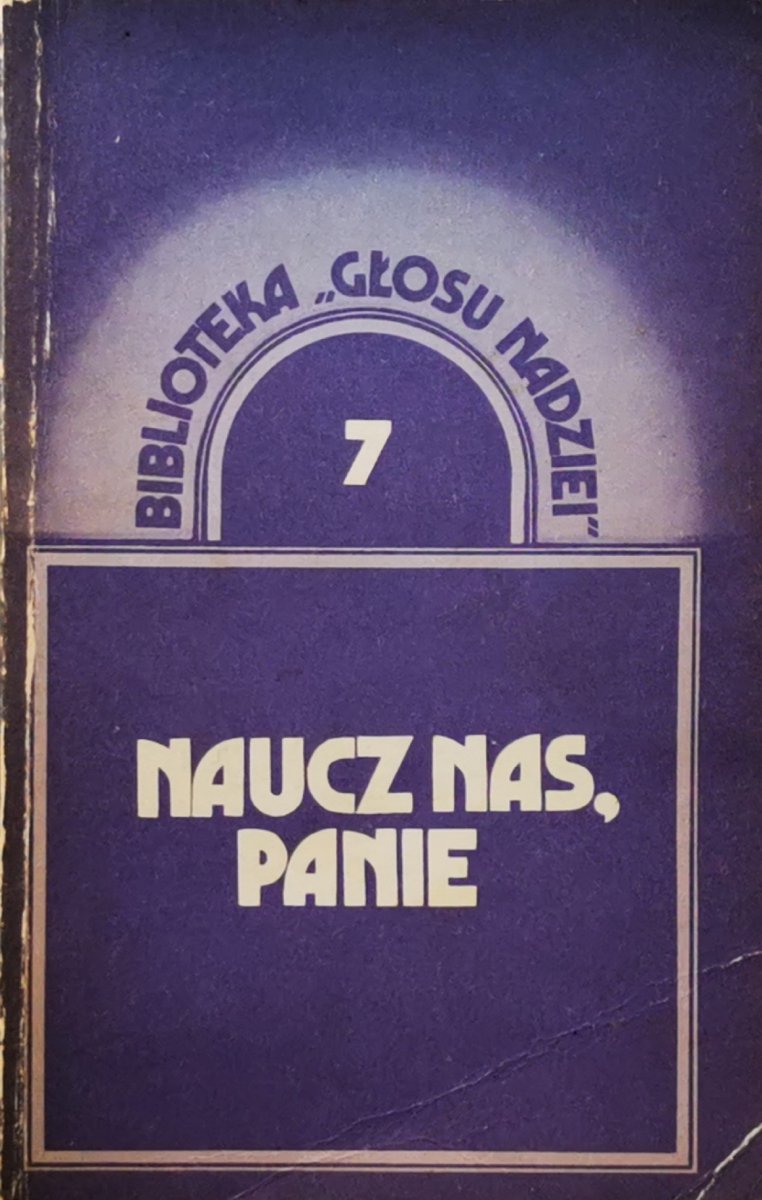 BIBLIOTEKA „GŁOSU NADZIEI”
7
NAUCZ NAS,
PANIE